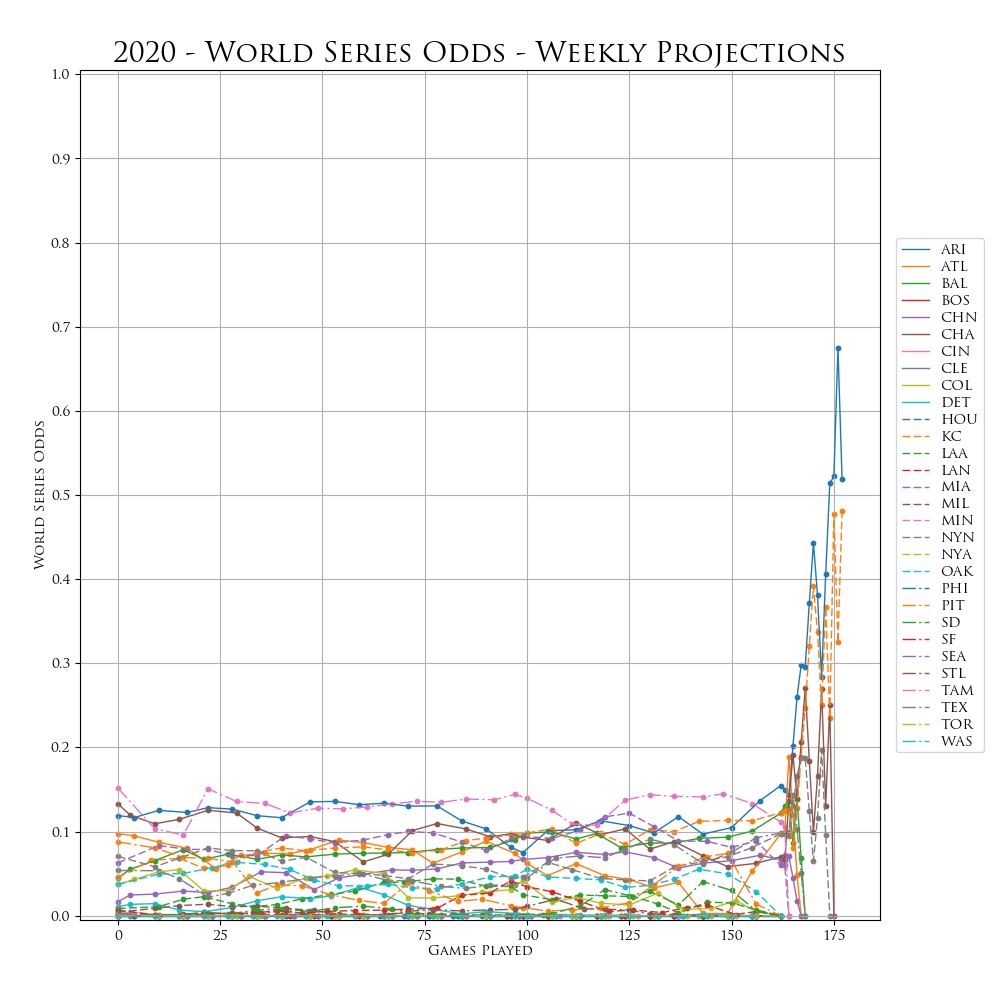 2020 - World Series Odds - Weekly Projections
1.0
0.9
0.8
0.7
0.6
0.5
0.4
0.3
0.2
0.1
0.0
World Series Odds
0 25 50 75 100 125 150 175
Games Played
ARI
ATL
BAL
BOS
CHN
CHA
CIN
CLE
COL
DET
HOU
KC
LAA
LAN
MIA
MIL
MIN
NYN
NYA
OAK
PHI
PIT
SD
SF
SEA
STL
TAM
TEX
TOR
WAS